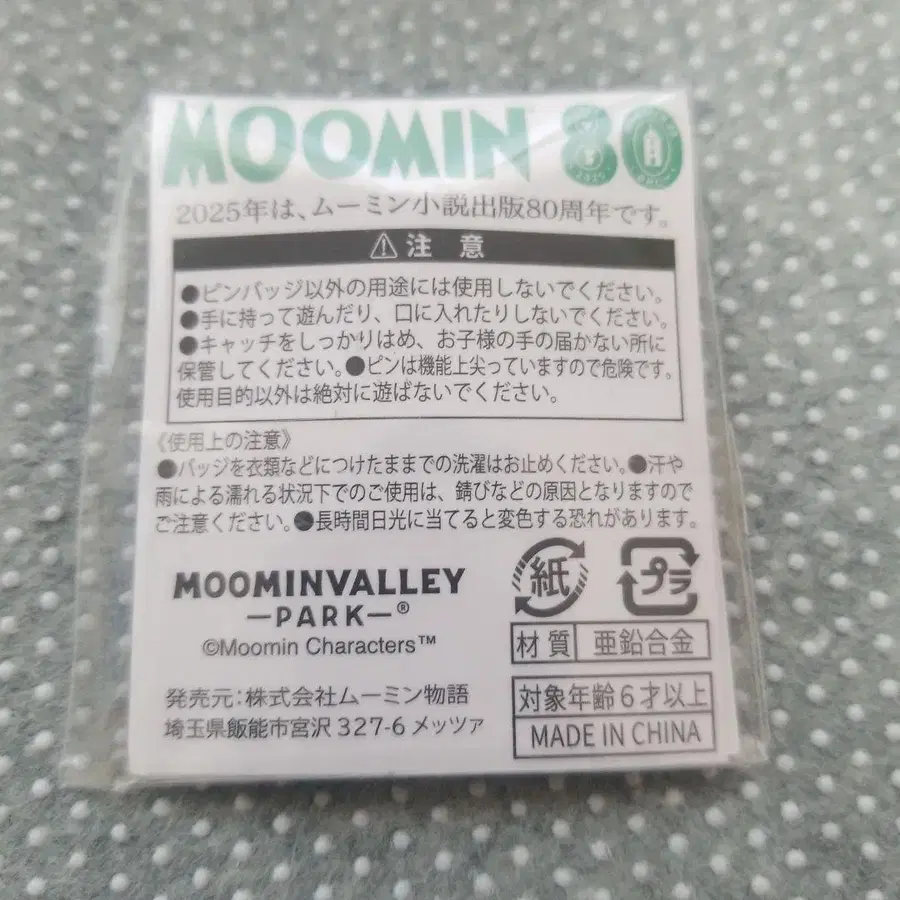 MOOMIN 80
2025年は、ムーミン小説出版80周年です。
⚠注 意
●ピンバッジ以外の用途には使用しないでください。
●手に持って遊んだり、口に入れたりしないでください。
●キャッチをしっかりはめ、お子様の手の届かない所に
保管してください。●ピンは機能上尖っていますので危険です。
使用目的以外は絶対に遊ばないでください。
《使用上の注意》
●バッジを衣類などにつけたままでの洗濯はお止めください。●汗や
雨による濡れる状況下でのご使用は、錆びなどの原因となりますので
ご注意ください。●長時間日光に当てると変色する恐れがあります。
MOOMINVALLEY
PARK®
©Moomin Characters™
紙
プラ
材質 亜鉛合金
発売元:株式会社ムーミン物語
埼玉県飯能市宮沢327-6 メッツァ
対象年齢6才以上
MADE IN CHINA